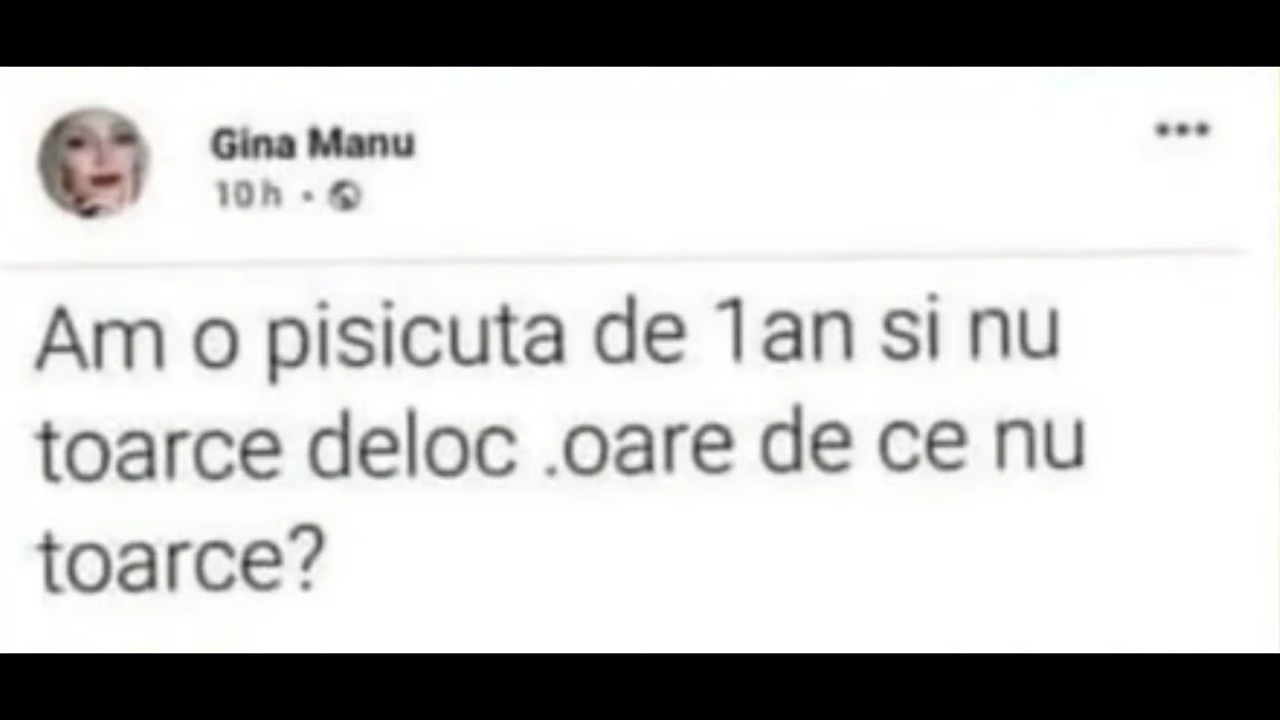 Gina Manu
10 h ·
Am o pisicuta de 1an si nu
toarce deloc .oare de ce nu
toarce?